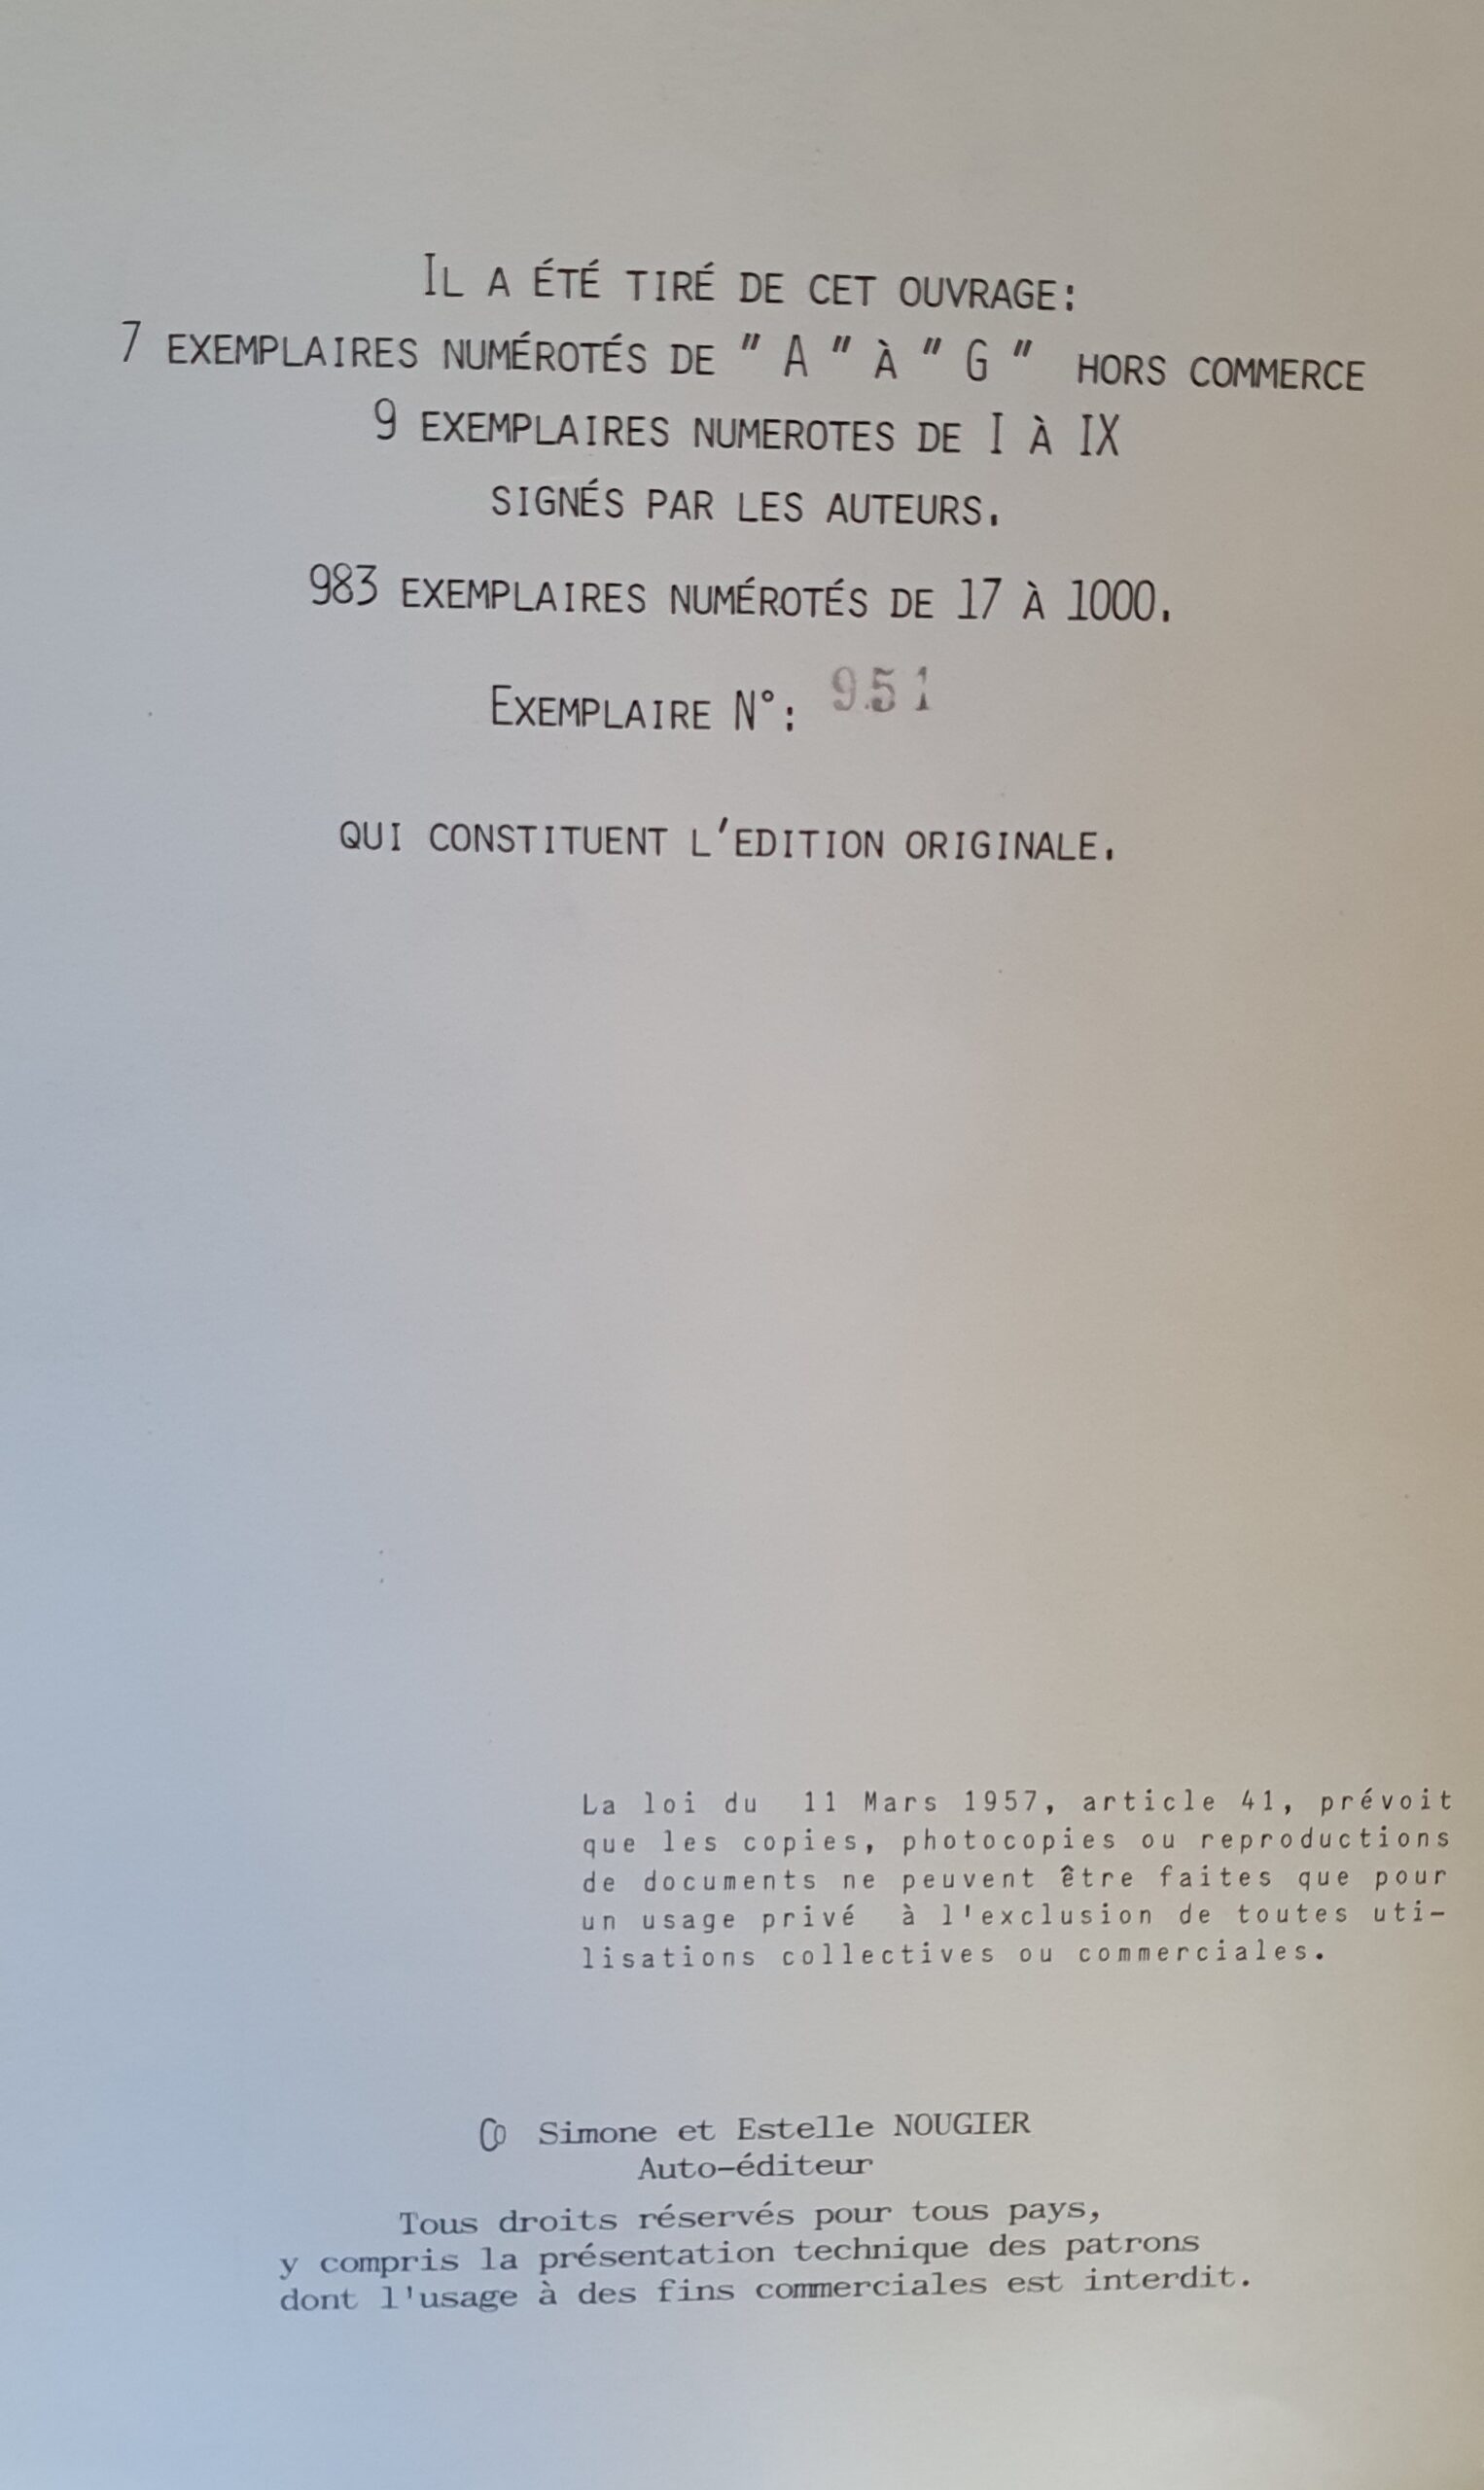 IL A ÉTÉ TIRÉ DE CET OUVRAGE:
7 EXEMPLAIRES NUMÉROTÉS DE " A " À " G " HORS COMMERCE
9 EXEMPLAIRES NUMEROTES DE I À IX
SIGNÉS PAR LES AUTEURS.
983 EXEMPLAIRES NUMÉROTÉS DE 17 À 1000.
EXEMPLAIRE N°: 951
QUI CONSTITUENT L'EDITION ORIGINALE.
La loi du 11 Mars 1957, article 41, prévoit
que les copies, photocopies ou reproductions
de documents ne peuvent être faites que pour
un usage privé à l'exclusion de toutes uti-
lisations collectives ou commerciales.
© Simone et Estelle NOUGIER
Auto-éditeur
Tous droits réservés pour tous pays,
y compris la présentation technique des patrons
dont l'usage à des fins commerciales est interdit.